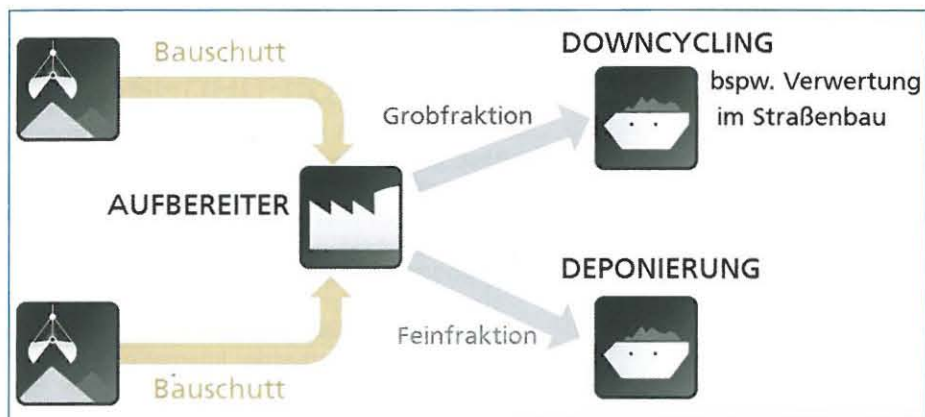 Bauschutt
DOWNCYCLING
bspw. Verwertung
im Straßenbau
Grobfraktion
AUFBEREITER
DEPONIERUNG
Feinfraktion
Bauschutt